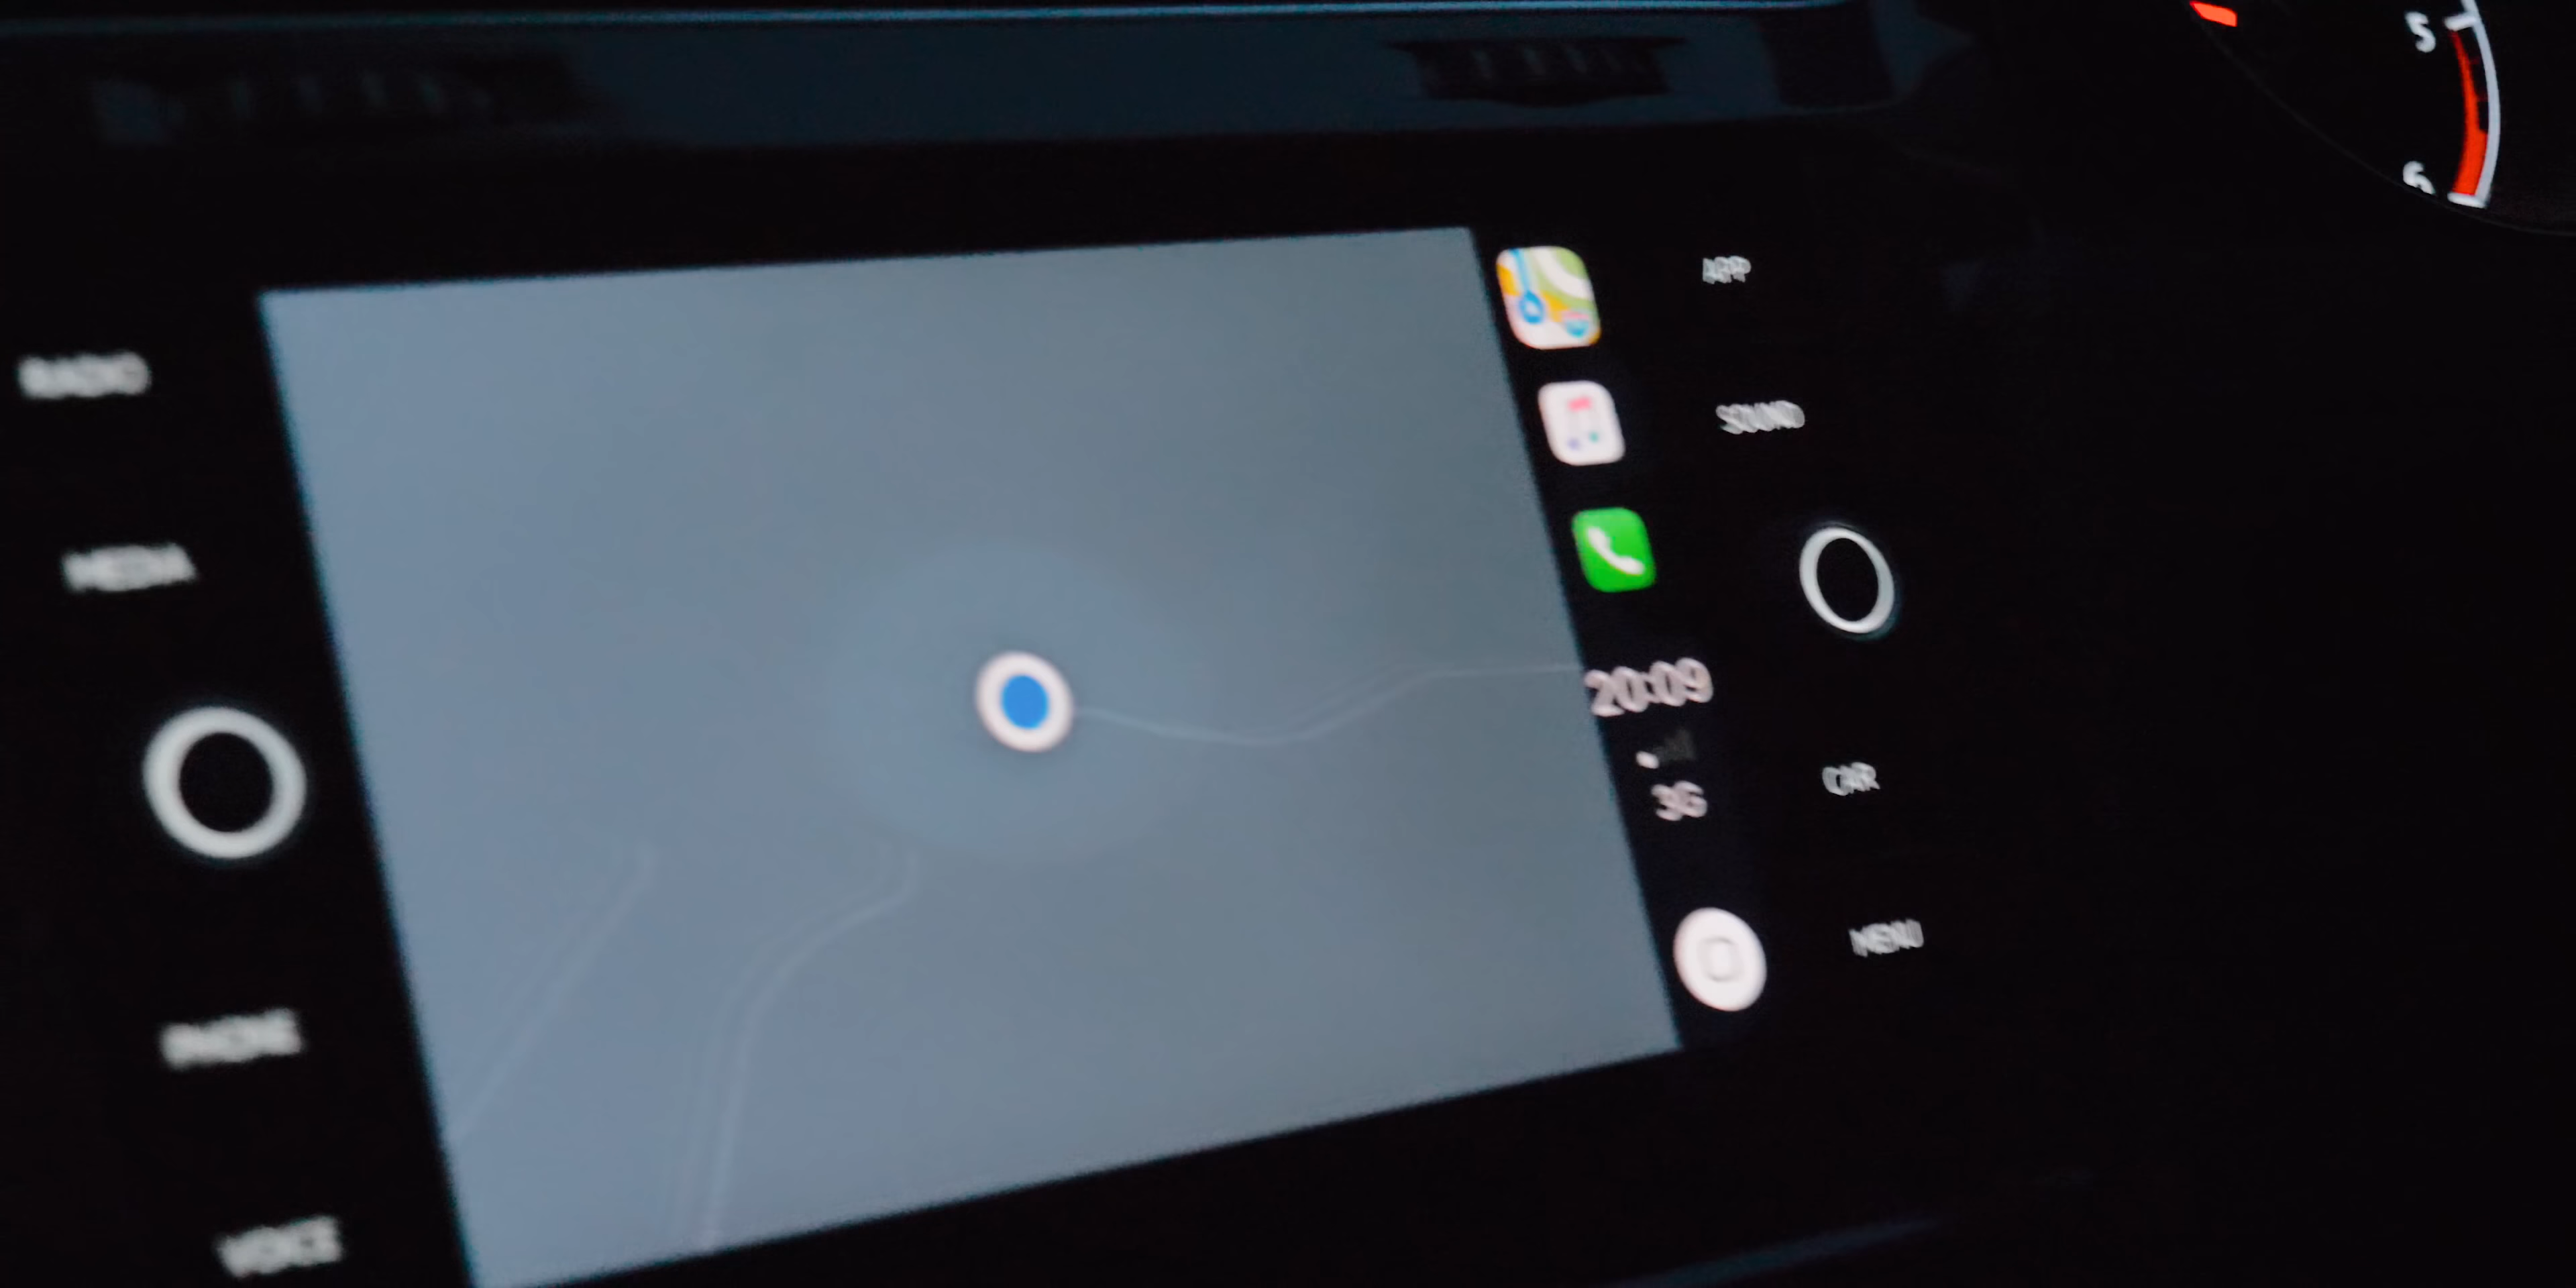 5
6
RADIO
MEDIA
PHONE
VOICE
APP
SOUND
20:09
3G
CAR
MENU